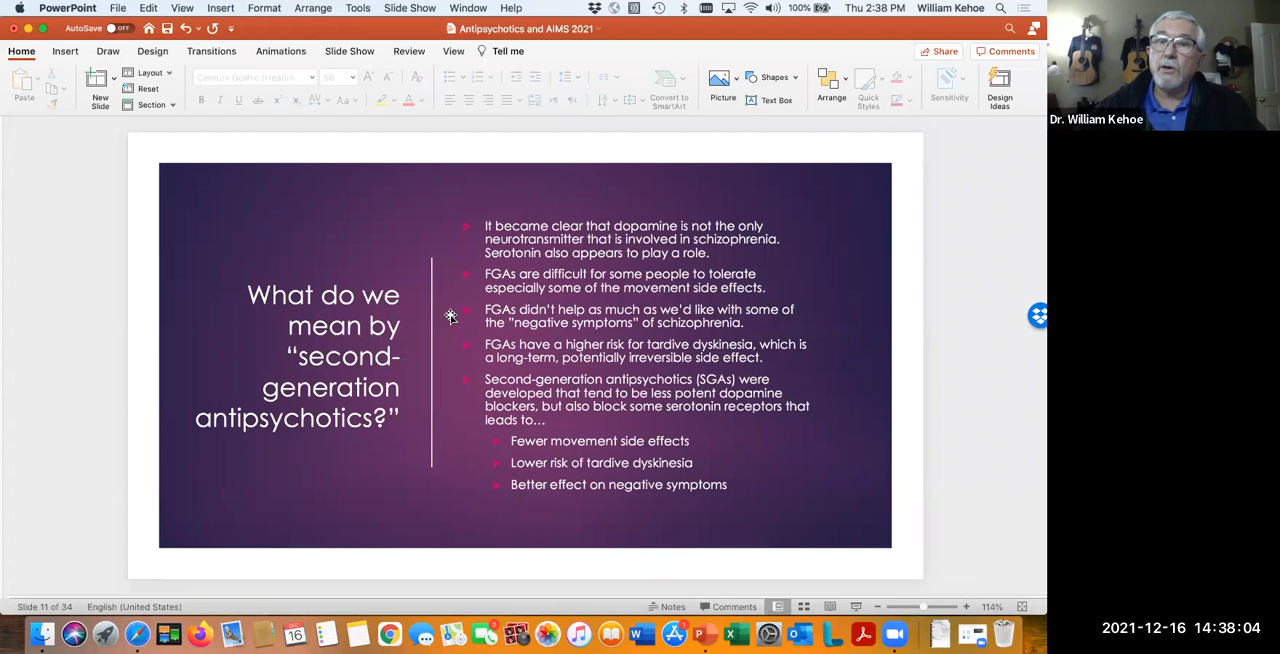 PowerPoint File Edit View Insert Format Arrange Tools Slide Show Window Help 100% Thu 2:38 PM William Kehoe
AutoSave OFF Antipsychotics and AIMS 2021
Home Insert Draw Design Transitions Animations Slide Show Review View Tell me Share Comments
Paste New Slide Layout Reset Section Century Gothic (Headin... 56 Convert to SmartArt Picture Shapes Text Box Arrange Quick Styles Sensitivity Design Ideas
Dr. William Kehoe
What do we
mean by
“second-
generation
antipsychotics?”
It became clear that dopamine is not the only
neurotransmitter that is involved in schizophrenia.
Serotonin also appears to play a role.
FGAs are difficult for some people to tolerate
especially some of the movement side effects.
FGAs didn't help as much as we'd like with some of
the "negative symptoms" of schizophrenia.
FGAs have a higher risk for tardive dyskinesia, which is
a long-term, potentially irreversible side effect.
Second-generation antipsychotics (SGAs) were
developed that tend to be less potent dopamine
blockers, but also block some serotonin receptors that
leads to…
Fewer movement side effects
Lower risk of tardive dyskinesia
Better effect on negative symptoms
Slide 11 of 34 English (United States) Notes Comments 114%
16
2021-12-16 14:38:04